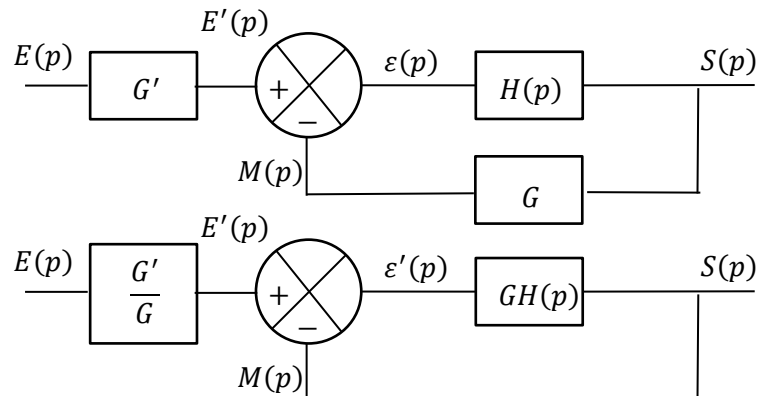 E′(p)
E(p) ε(p) S(p)
G′ + H(p)
−
M(p) G
E′(p)
E(p) ε′(p) S(p)
G′/G + GH(p)
−
M(p)